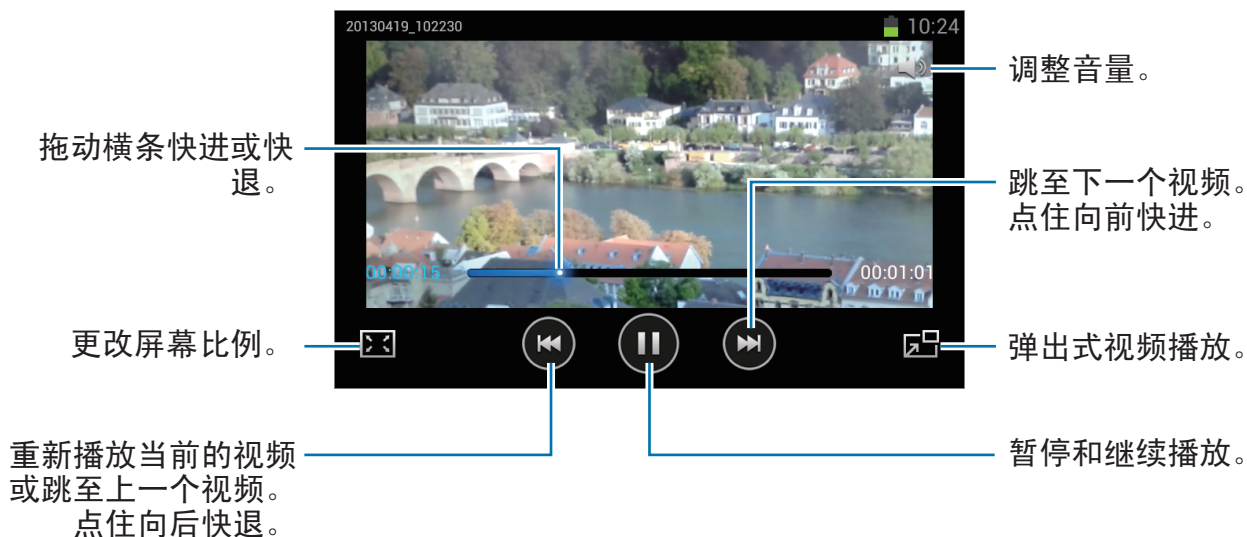 20130419_102230
10:24
调整音量。
拖动横条快进或快
退。
跳至下一个视频。
点住向前快进。
00:00:15
00:01:01
更改屏幕比例。
弹出式视频播放。
重新播放当前的视频
或跳至上一个视频。
点住向后快退。
暂停和继续播放。